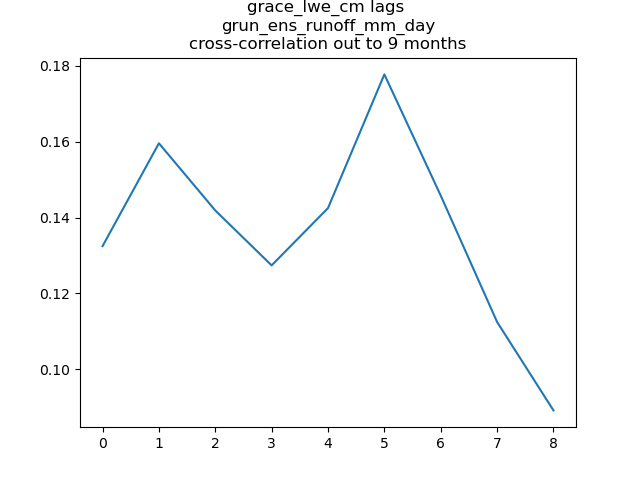 grace_lwe_cm lags
grun_ens_runoff_mm_day
cross-correlation out to 9 months
0.18
0.16
0.14
0.12
0.10
0 1 2 3 4 5 6 7 8